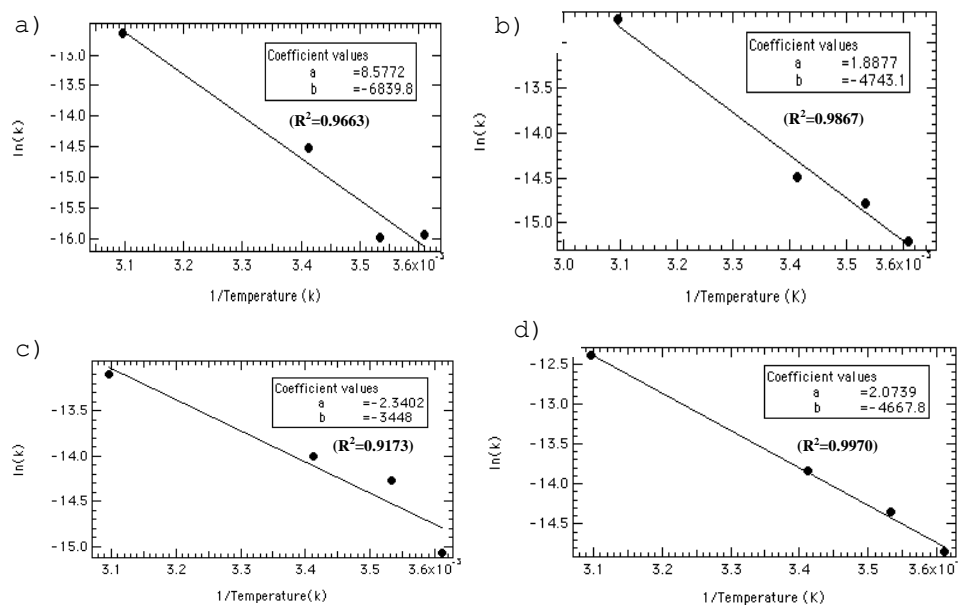 a)
Coefficient values
a =8.5772
b =-6839.8
(R²=0.9663)
ln(k)
-13.0
-13.5
-14.0
-14.5
-15.0
-15.5
-16.0
3.1 3.2 3.3 3.4 3.5 3.6x10⁻³
1/Temperature (k)
b)
Coefficient values
a =1.8877
b =-4743.1
(R²=0.9867)
ln(k)
-13.5
-14.0
-14.5
-15.0
3.0 3.1 3.2 3.3 3.4 3.5 3.6x10⁻³
1/Temperature (K)
c)
Coefficient values
a =-2.3402
b =-3448
(R²=0.9173)
ln(k)
-13.5
-14.0
-14.5
-15.0
3.1 3.2 3.3 3.4 3.5 3.6x10⁻³
1/Temperature(k)
d)
Coefficient values
a =2.0739
b =-4667.8
(R²=0.9970)
ln(k)
-12.5
-13.0
-13.5
-14.0
-14.5
3.1 3.2 3.3 3.4 3.5 3.6x10⁻³
1/Temperature (K)